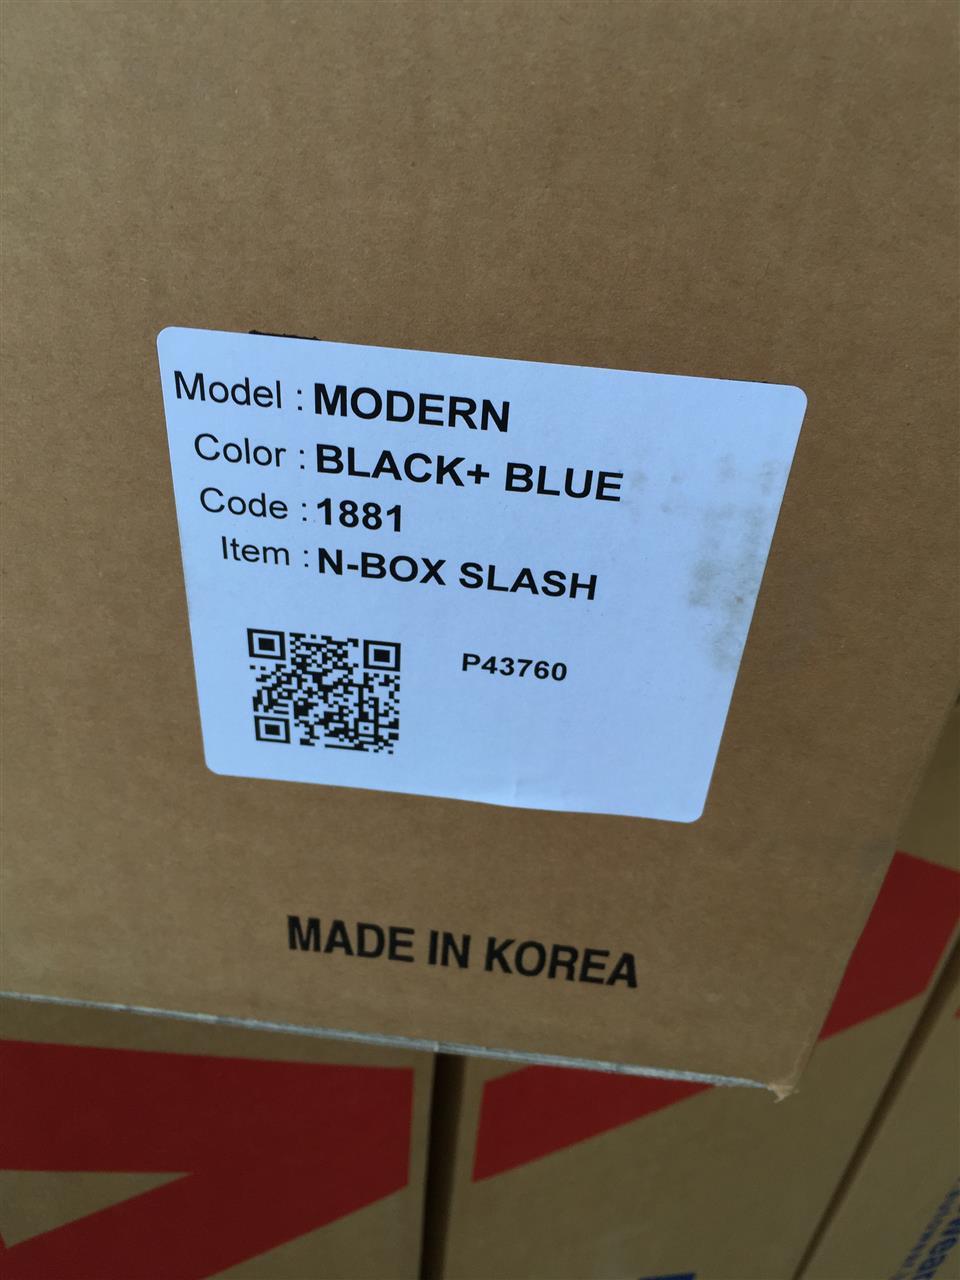 Model : MODERN
Color : BLACK+ BLUE
Code : 1881
Item : N-BOX SLASH
P43760
MADE IN KOREA